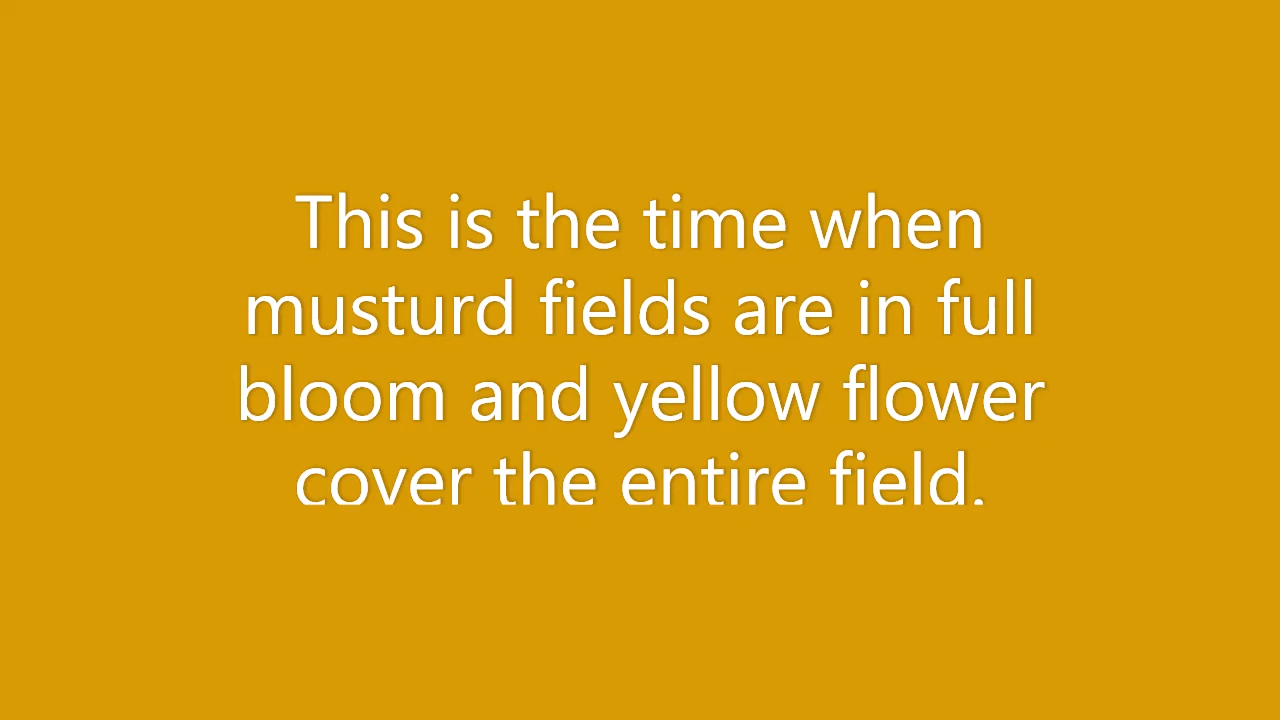 This is the time when
musturd fields are in full
bloom and yellow flower
cover the entire field.